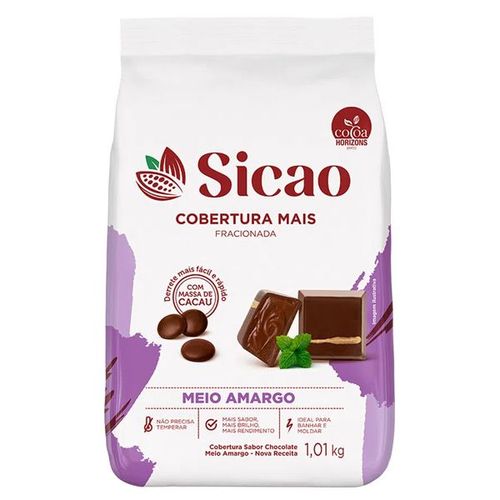 cocoa
HORIZONS
Sicao
COBERTURA MAIS
FRACIONADA
Derrete mais fácil e rápido
COM
MASSA DE
CACAU
Imagem ilustrativa
MEIO AMARGO
NÃO PRECISA
TEMPERAR
MAIS SABOR,
MAIS BRILHO,
MAIS RENDIMENTO
IDEAL PARA
BANHAR E
MOLDAR
Cobertura Sabor Chocolate
Meio Amargo - Nova Receita
1,01 kg